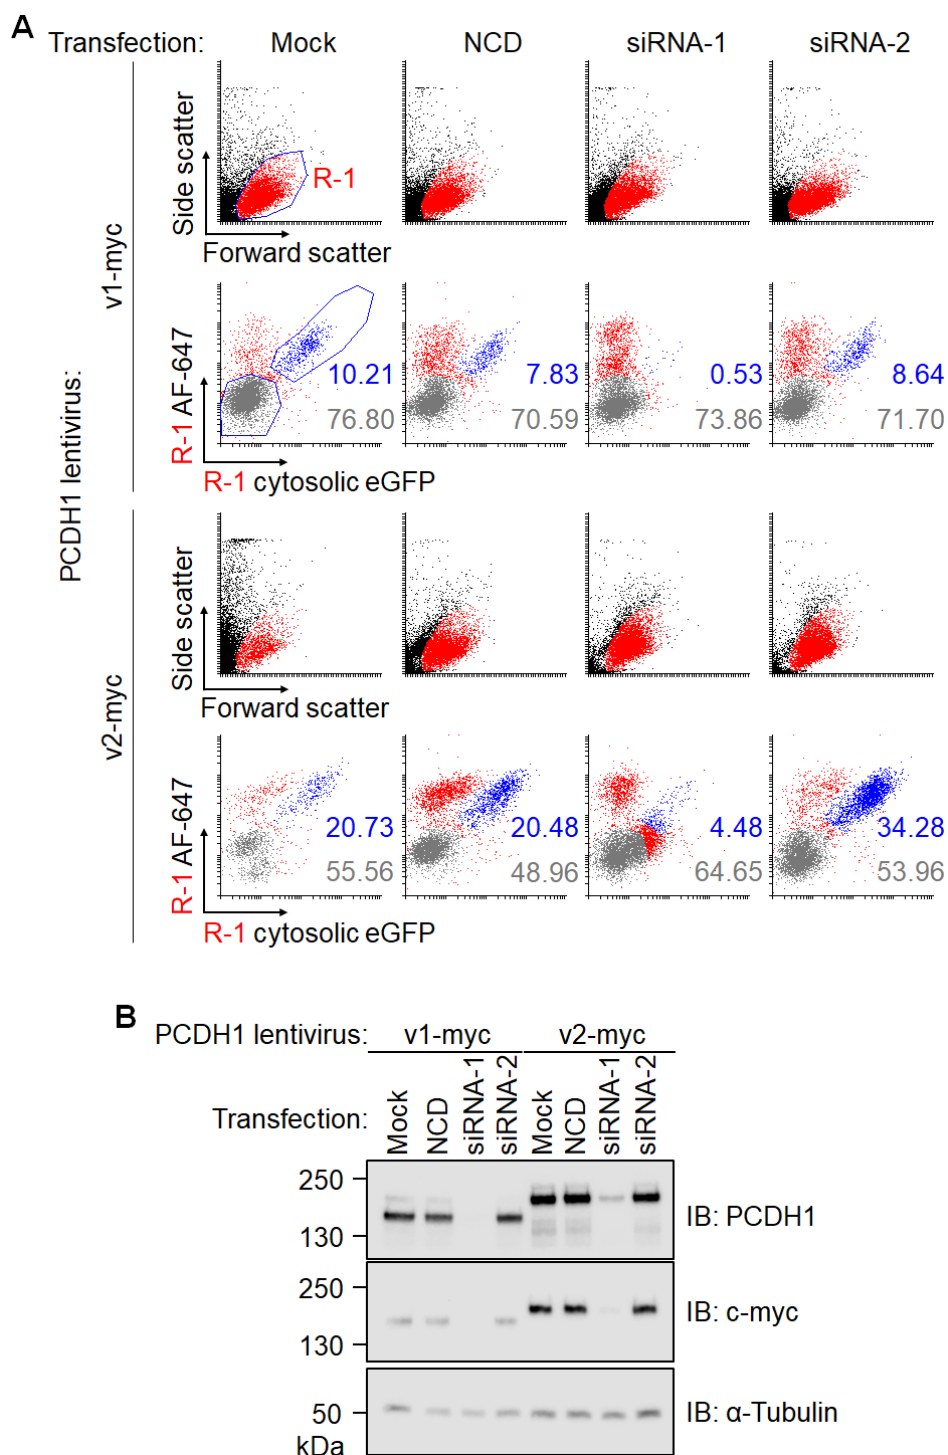 A
Transfection: Mock NCD siRNA-1 siRNA-2
PCDH1 lentivirus:
v1-myc
Side scatter
R-1
Forward scatter
R-1 AF-647
10.21 7.83 0.53 8.64
76.80 70.59 73.86 71.70
R-1 cytosolic eGFP
v2-myc
Side scatter
Forward scatter
R-1 AF-647
20.73 20.48 4.48 34.28
55.56 48.96 64.65 53.96
R-1 cytosolic eGFP
B
PCDH1 lentivirus: v1-myc v2-myc
Transfection: Mock NCD siRNA-1 siRNA-2 Mock NCD siRNA-1 siRNA-2
250
130
IB: PCDH1
250
130
IB: c-myc
50
IB: α-Tubulin
kDa